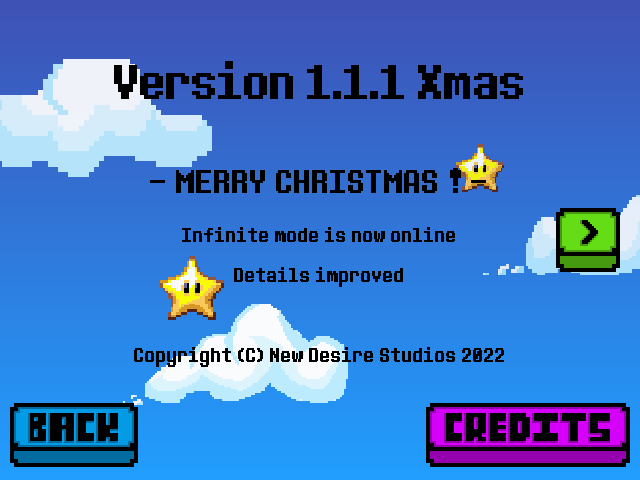 Version 1.1.1 Xmas
- MERRY CHRISTMAS !
Infinite mode is now online
Details improved
>
Copyright (C) New Desire Studios 2022
BACK
CREDITS